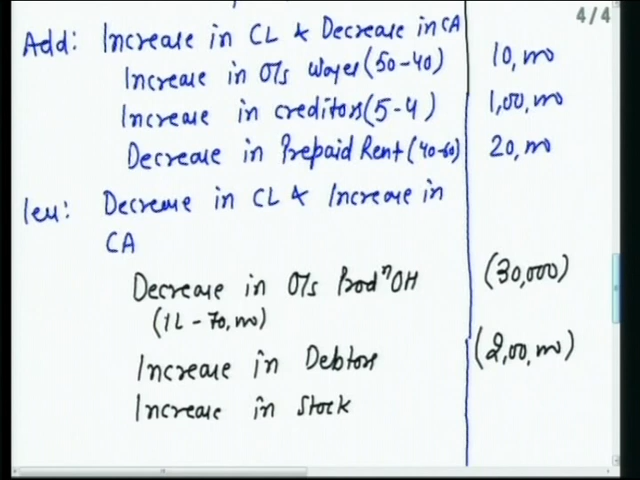 4/4
Add: Increase in CL & Decrease in CA
Increase in O/s Wages (50-40) 10,000
Increase in creditors (5-4) 1,00,000
Decrease in Prepaid Rent (40-60) 20,000
less: Decrease in CL & Increase in
CA
Decrease in O/s Prodⁿ OH (30,000)
(1L - 70,000)
Increase in Debtors (2,00,000)
Increase in Stock